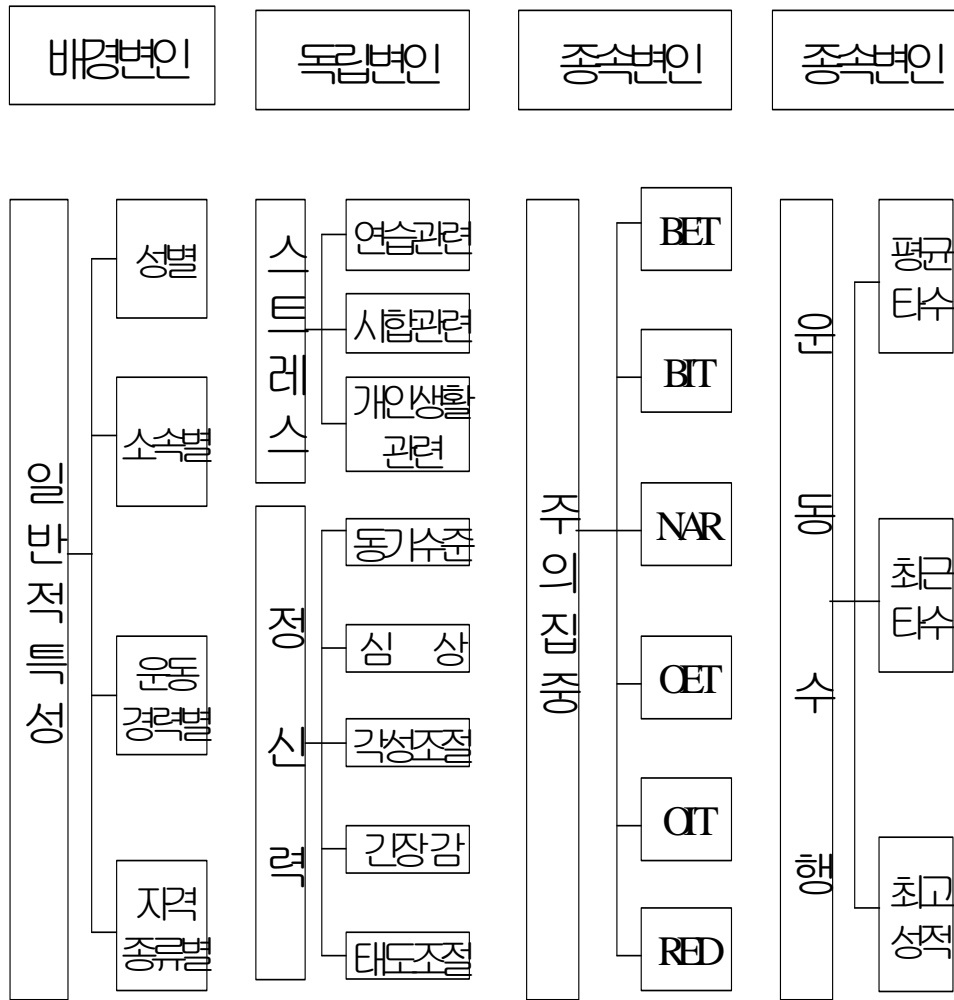 배경변인
독립변인
종속변인
종속변인
일반적특성
성별
소속별
운동
경력별
자격
종류별
스트레스
연습관련
시합관련
개인생활
관련
정신력
동기수준
심 상
각성조절
긴장감
태도조절
주의집중
BET
BIT
NAR
OET
OIT
RED
운동수행
평균
타수
최근
타수
최고
성적